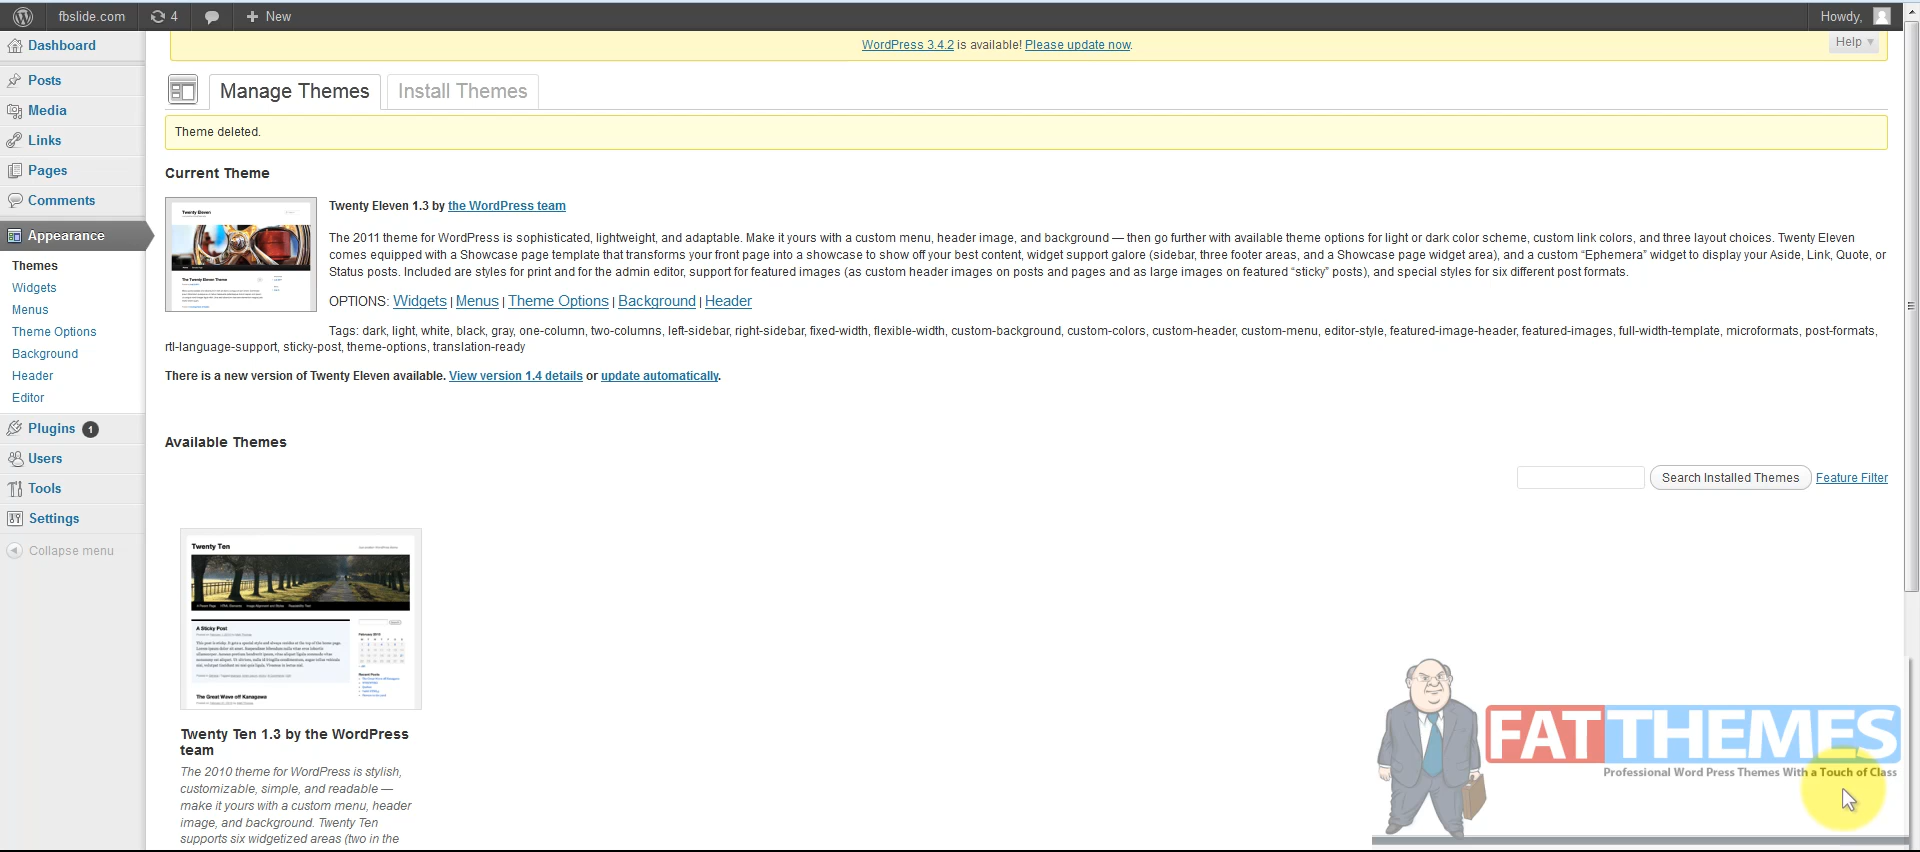 fbslide.com 4 New Howdy,
WordPress 3.4.2 is available! Please update now.
Help
Dashboard
Posts
Media
Links
Pages
Comments
Appearance
Themes
Widgets
Menus
Theme Options
Background
Header
Editor
Plugins 1
Users
Tools
Settings
Collapse menu
Manage Themes Install Themes
Theme deleted.
Current Theme
Twenty Eleven
Twenty Eleven 1.3 by the WordPress team
The 2011 theme for WordPress is sophisticated, lightweight, and adaptable. Make it yours with a custom menu, header image, and background — then go further with available theme options for light or dark color scheme, custom link colors, and three layout choices. Twenty Eleven
comes equipped with a Showcase page template that transforms your front page into a showcase to show off your best content, widget support galore (sidebar, three footer areas, and a Showcase page widget area), and a custom “Ephemera” widget to display your Aside, Link, Quote, or
Status posts. Included are styles for print and for the admin editor, support for featured images (as custom header images on posts and pages and as large images on featured “sticky” posts), and special styles for six different post formats.
OPTIONS: Widgets | Menus | Theme Options | Background | Header
Tags: dark, light, white, black, gray, one-column, two-columns, left-sidebar, right-sidebar, fixed-width, flexible-width, custom-background, custom-colors, custom-header, custom-menu, editor-style, featured-image-header, featured-images, full-width-template, microformats, post-formats,
rtl-language-support, sticky-post, theme-options, translation-ready
There is a new version of Twenty Eleven available. View version 1.4 details or update automatically.
Available Themes
Search Installed Themes Feature Filter
Twenty Ten
A Sticky Post
The Great Wave off Kanagawa
Twenty Ten 1.3 by the WordPress
team
The 2010 theme for WordPress is stylish,
customizable, simple, and readable —
make it yours with a custom menu, header
image, and background. Twenty Ten
supports six widgetized areas (two in the
FATTHEMES
Professional Word Press Themes With a Touch of Class